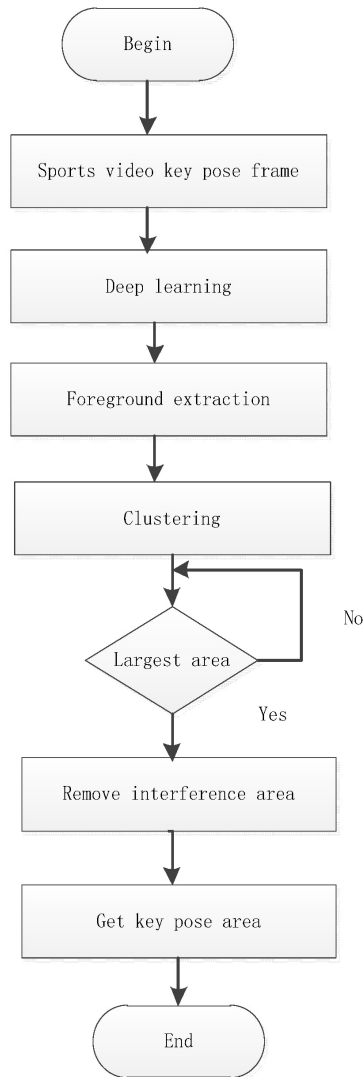 Begin
Sports video key pose frame
Deep learning
Foreground extraction
Clustering
Largest area
No
Yes
Remove interference area
Get key pose area
End